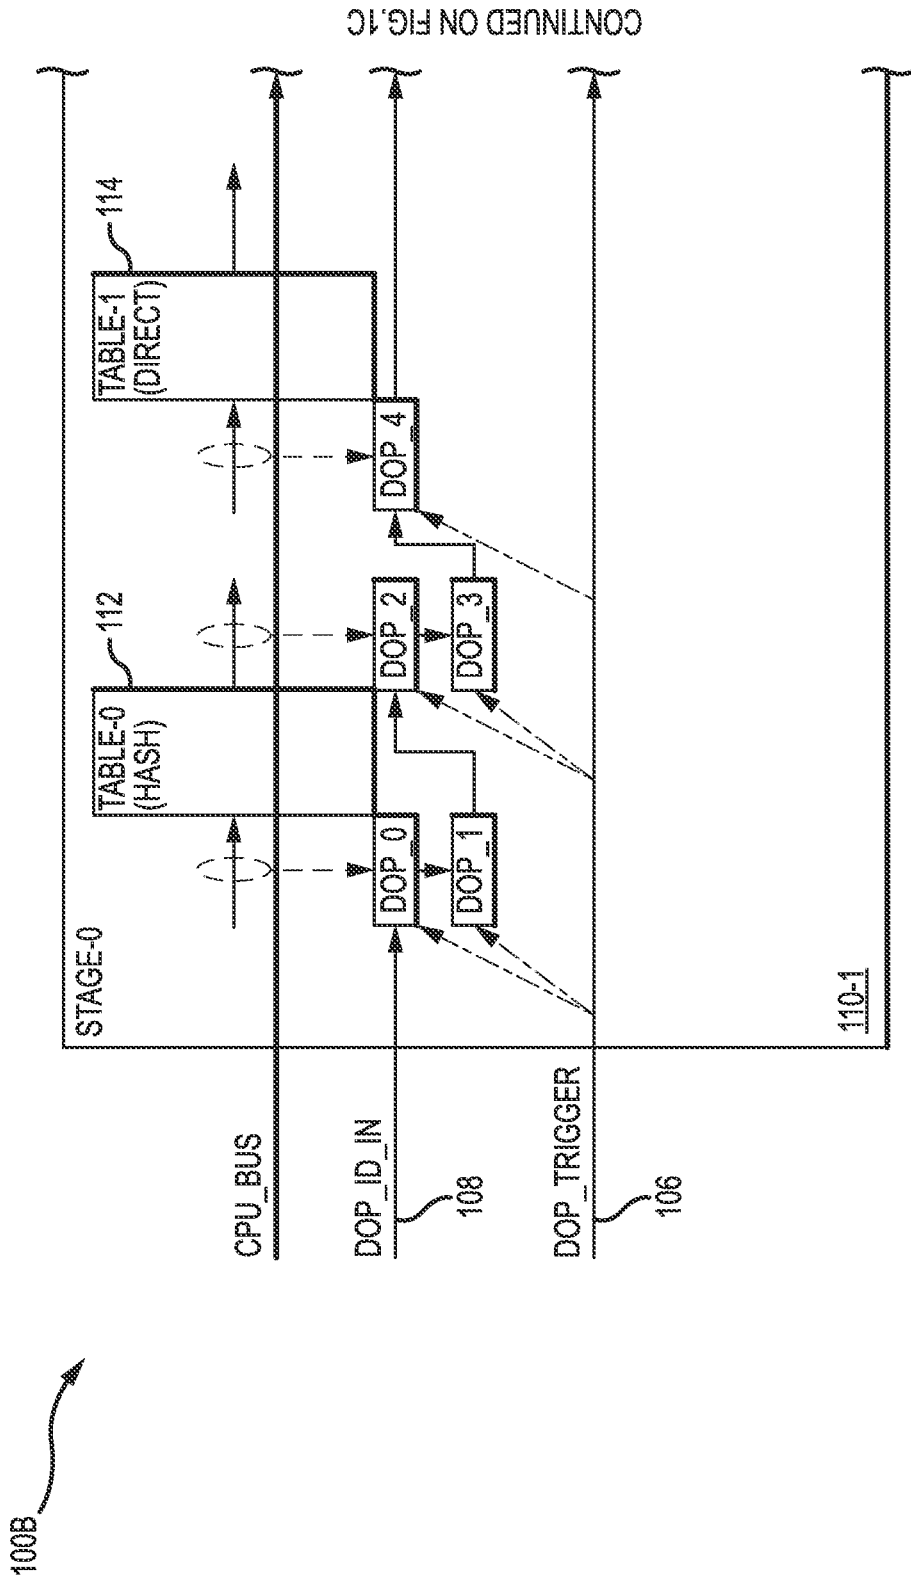 100B
STAGE-0
110-1
TABLE-0
(HASH)
112
TABLE-1
(DIRECT)
114
CPU_BUS
DOP_ID_IN
108
DOP_TRIGGER
106
DOP_0
DOP_1
DOP_2
DOP_3
DOP_4
CONTINUED ON FIG.1C